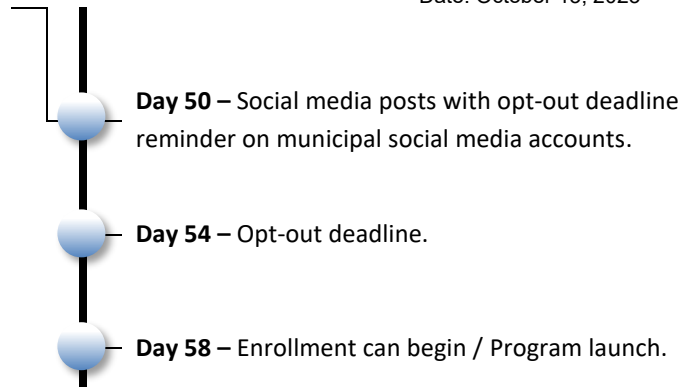 Day 50 – Social media posts with opt-out deadline
reminder on municipal social media accounts.
Day 54 – Opt-out deadline.
Day 58 – Enrollment can begin / Program launch.